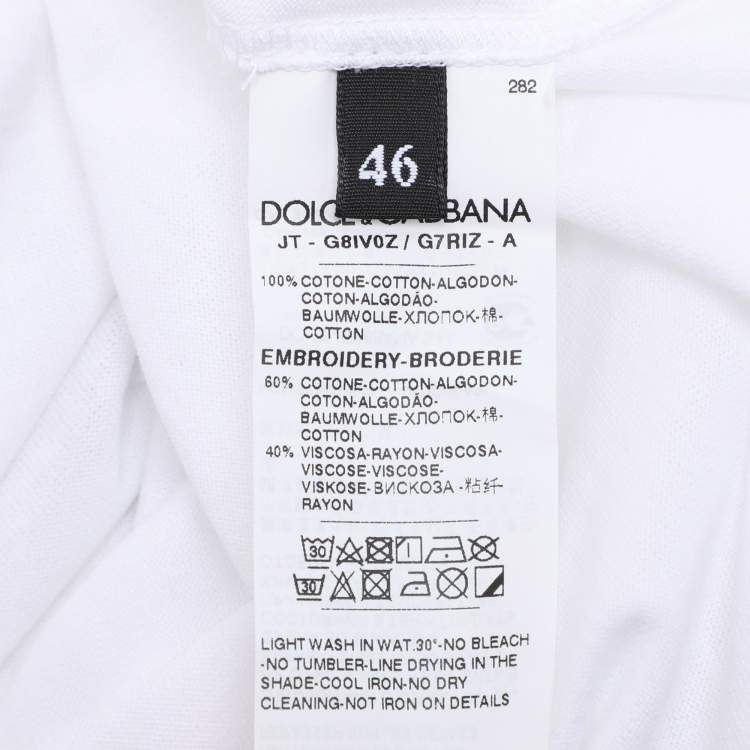 282
46
DOLCE & GABBANA
JT - G8IV0Z / G7RIZ - A
100% COTONE-COTTON-ALGODON-
COTON-ALGODÃO-
BAUMWOLLE-ХЛОПОК-棉-
COTTON
EMBROIDERY-BRODERIE
60% COTONE-COTTON-ALGODON-
COTON-ALGODÃO-
BAUMWOLLE-ХЛОПОК-棉-
COTTON
40% VISCOSA-RAYON-VISCOSA-
VISCOSE-VISCOSE-
VISKOSE-ВИСКОЗА -粘纤-
RAYON
30
30
LIGHT WASH IN WAT.30°-NO BLEACH
-NO TUMBLER-LINE DRYING IN THE
SHADE-COOL IRON-NO DRY
CLEANING-NOT IRON ON DETAILS